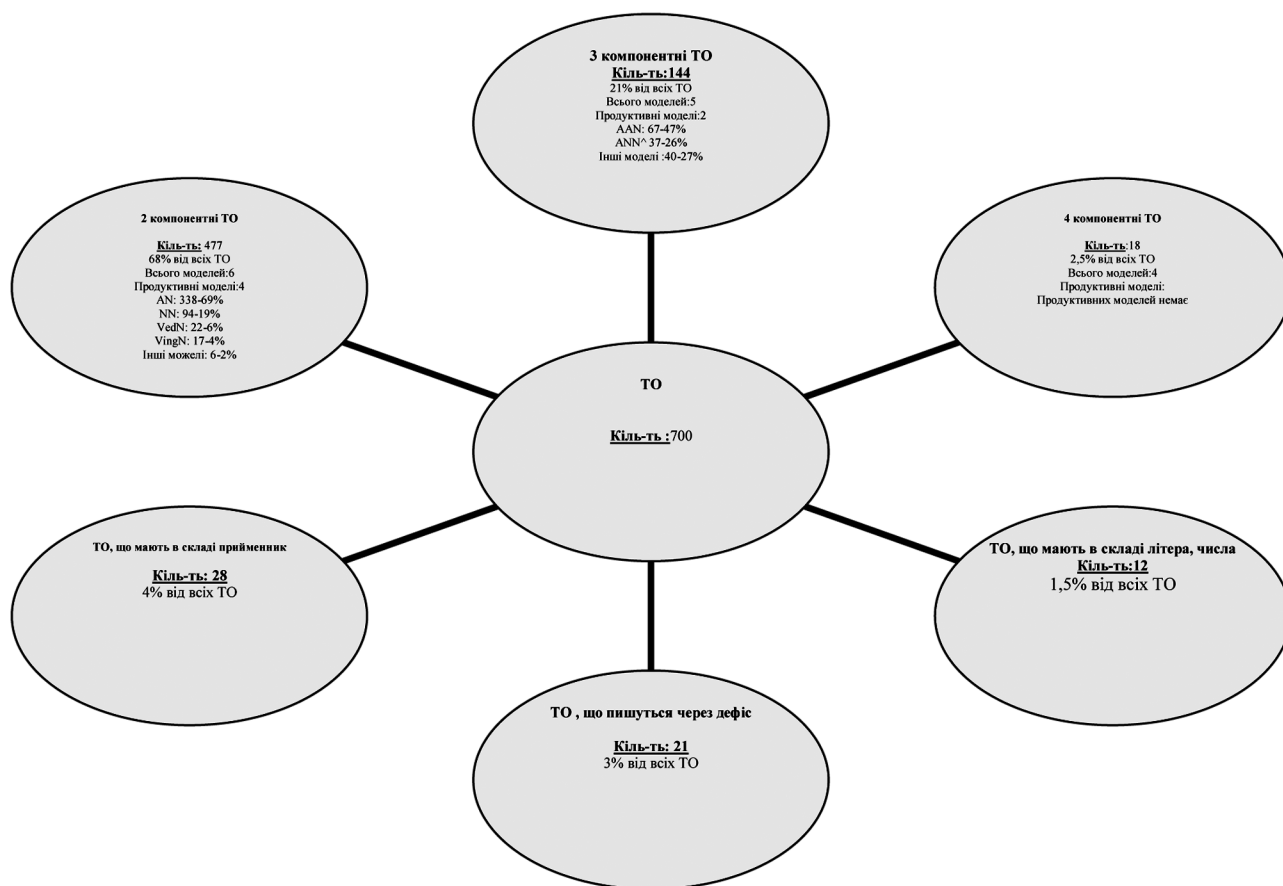 3 компонентні ТО
Кіль-ть:144
21% від всіх ТО
Всього моделей:5
Продуктивні моделі:2
AAN: 67-47%
ANN^ 37-26%
Інші моделі :40-27%
2 компонентні ТО
Кіль-ть: 477
68% від всіх ТО
Всього моделей:6
Продуктивні моделі:4
AN: 338-69%
NN: 94-19%
VedN: 22-6%
VingN: 17-4%
Інші можелі: 6-2%
4 компонентні ТО
Кіль-ть:18
2,5% від всіх ТО
Всього моделей:4
Продуктивні моделі:
Продуктивних моделей немає
ТО
Кіль-ть :700
ТО, що мають в складі прийменник
Кіль-ть: 28
4% від всіх ТО
ТО, що мають в складі літера, числа
Кіль-ть:12
1,5% від всіх ТО
ТО , що пишуться через дефіс
Кіль-ть: 21
3% від всіх ТО